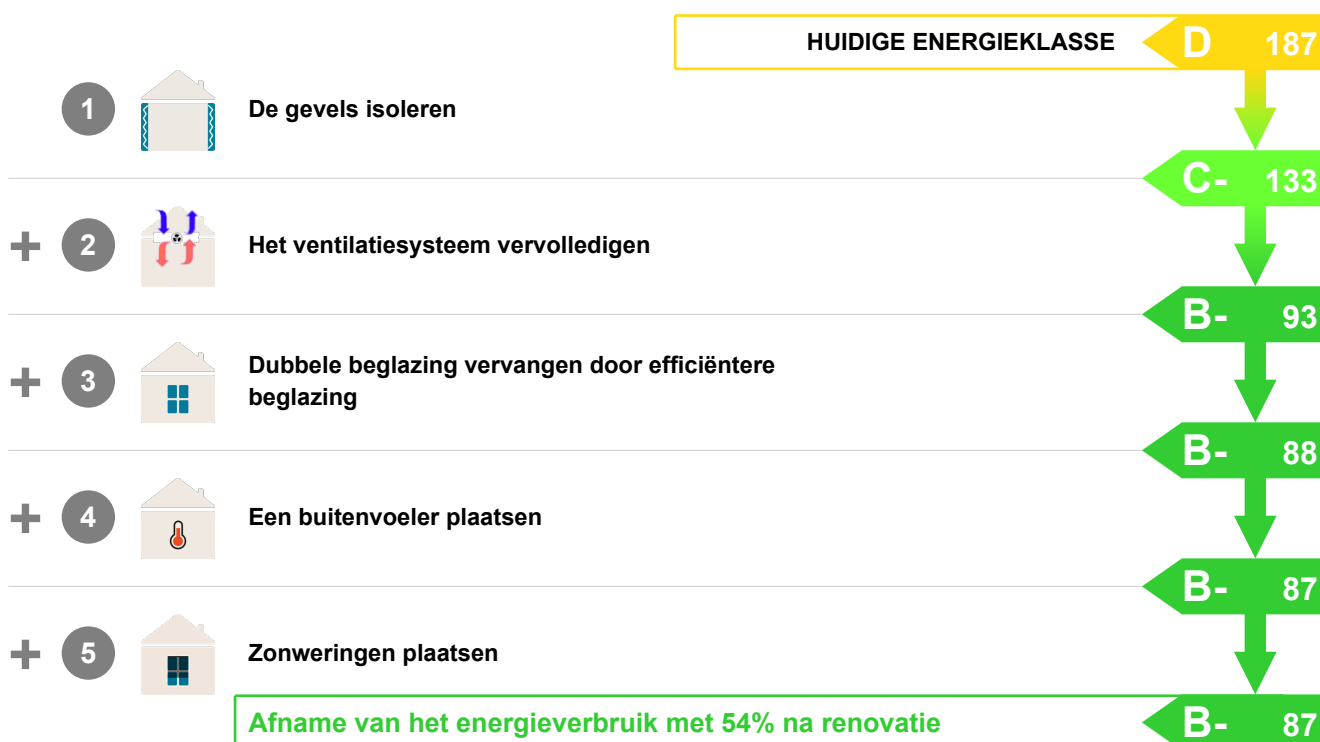 HUIDIGE ENERGIEKLASSE D 187
1 De gevels isoleren
C- 133
+ 2 Het ventilatiesysteem vervolledigen
B- 93
+ 3 Dubbele beglazing vervangen door efficiëntere
beglazing
B- 88
+ 4 Een buitenvoeler plaatsen
B- 87
+ 5 Zonweringen plaatsen
Afname van het energieverbruik met 54% na renovatie B- 87